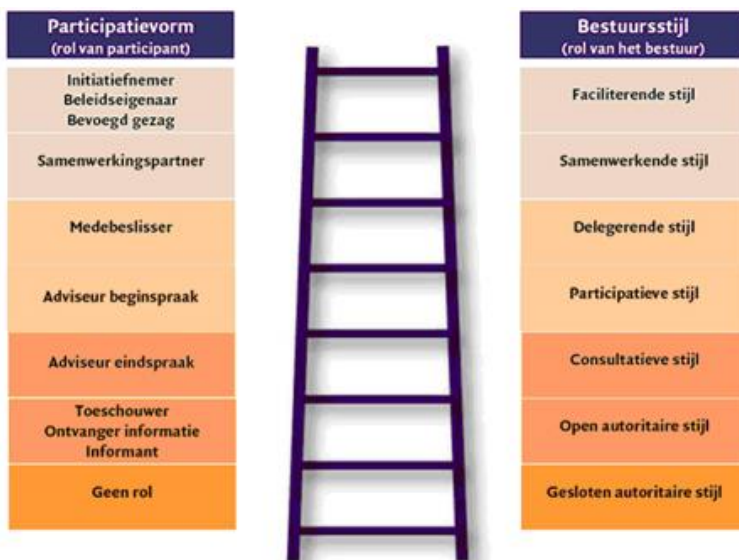 Participatievorm
(rol van participant)
Initiatiefnemer
Beleidseigenaar
Bevoegd gezag
Samenwerkingspartner
Medebeslisser
Adviseur beginspraak
Adviseur eindspraak
Toeschouwer
Ontvanger informatie
Informant
Geen rol
Bestuursstijl
(rol van het bestuur)
Faciliterende stijl
Samenwerkende stijl
Delegerende stijl
Participatieve stijl
Consultatieve stijl
Open autoritaire stijl
Gesloten autoritaire stijl